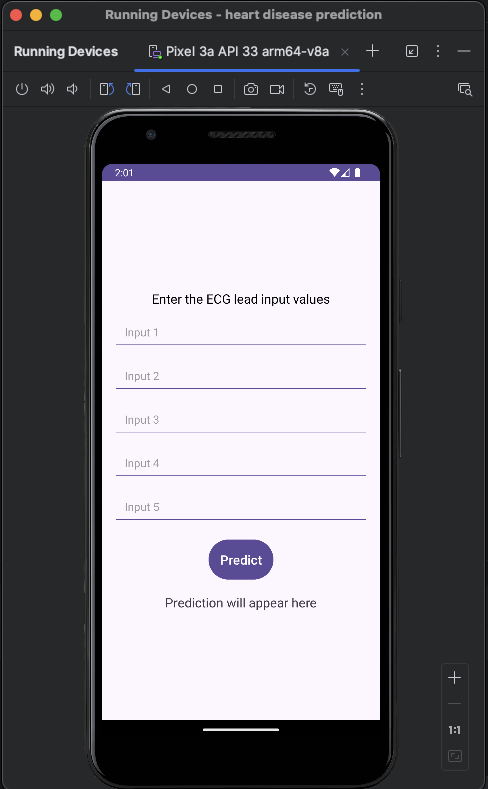 Running Devices - heart disease prediction
Running Devices
Pixel 3a API 33 arm64-v8a
2:01
Enter the ECG lead input values
Input 1
Input 2
Input 3
Input 4
Input 5
Predict
Prediction will appear here
1:1